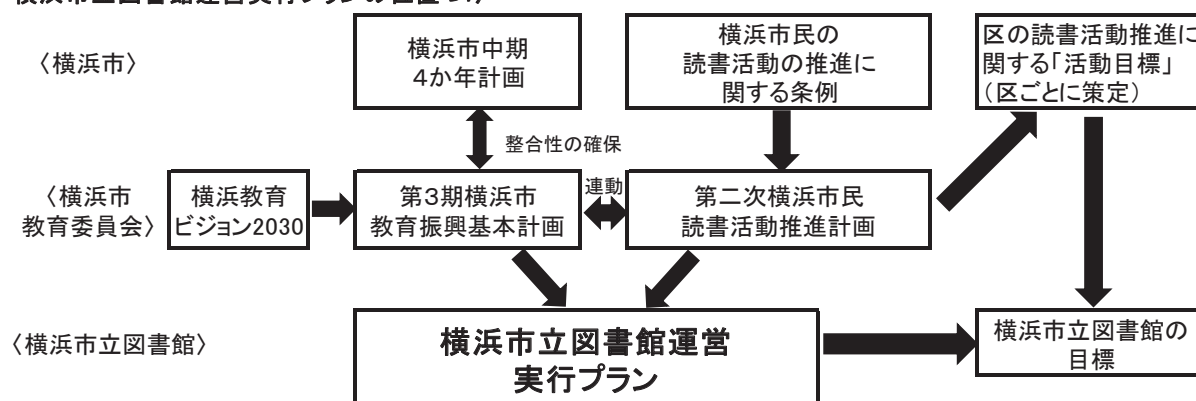 横浜市立図書館運営実行プランの位置づけ
〈横浜市〉
横浜市中期
4か年計画
横浜市民の
読書活動の推進に
関する条例
区の読書活動推進に
関する「活動目標」
(区ごとに策定)
整合性の確保
〈横浜市
教育委員会〉
横浜教育
ビジョン2030
第3期横浜市
教育振興基本計画
連動
第二次横浜市民
読書活動推進計画
〈横浜市立図書館〉
横浜市立図書館運営
実行プラン
横浜市立図書館の
目標